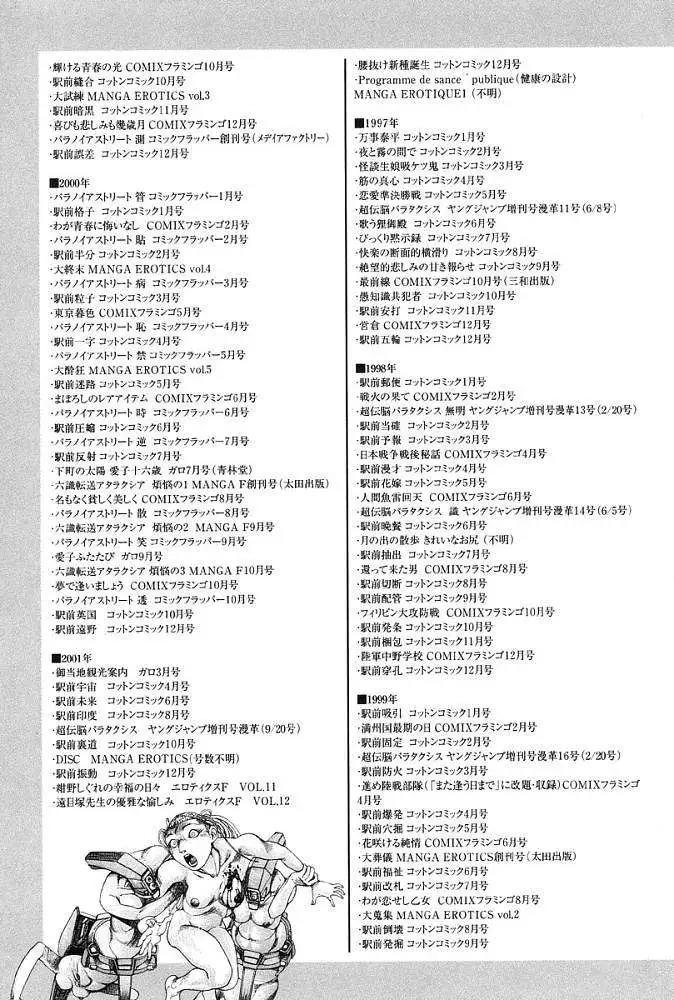 ・腰抜け新種誕生 コットンコミック12月号
・Programme de sance´publique(健康の設計)
MANGA EROTIQUE1 (不明)
■1997年
・万事泰平 コットンコミック1月号
・夜と霧の間で コットンコミック2月号
・怪談生娘吸ケツ鬼 コットンコミック3月号
・筋の真心 コットンコミック4月号
・恋愛準決勝戦 コットンコミック5月号
・超伝脳パラタクシス ヤングジャンプ増刊号漫革11号(6/8号)
・歌う狸御殿 コットンコミック6月号
・びっくり黙示録 コットンコミック7月号
・快楽の断面的横滑り コットンコミック8月号
・絶望的悲しみの甘き報らせ コットンコミック9月号
・最前線 COMIXフラミンゴ10月号(三和出版)
・愚知識共犯者 コットンコミック10月号
・駅前安打 コットンコミック11月号
・営倉 COMIXフラミンゴ12月号
・駅前五輪 コットンコミック12月号
■1998年
・駅前郵便 コットンコミック1月号
・戦火の果て COMIXフラミンゴ2月号
・超伝脳パラタクシス 無明 ヤングジャンプ増刊号漫革13号(2/20号)
・駅前当確 コットンコミック2月号
・駅前予報 コットンコミック3月号
・日本戦争戦後秘話 COMIXフラミンゴ4月号
・駅前漫才 コットンコミック4月号
・駅前花嫁 コットンコミック5月号
・人間魚雷回天 COMIXフラミンゴ6月号
・超伝脳パラタクシス 識 ヤングジャンプ増刊号漫革14号(6/5号)
・駅前晩餐 コットンコミック6月号
・月の出の散歩 きれいなお尻 (不明)
・駅前抽出 コットンコミック7月号
・還って来た男 COMIXフラミンゴ8月号
・駅前切断 コットンコミック8月号
・駅前配管 コットンコミック9月号
・フィリピン大攻防戦 COMIXフラミンゴ10月号
・駅前発条 コットンコミック10月号
・駅前梱包 コットンコミック11月号
・陸軍中野学校 COMIXフラミンゴ12月号
・駅前穿孔 コットンコミック12月号
■1999年
・駅前吸引 コットンコミック1月号
・満州国最期の日 COMIXフラミンゴ2月号
・駅前固定 コットンコミック2月号
・超伝脳パラタクシス ヤングジャンプ増刊号漫革16号(2/20号)
・駅前防火 コットンコミック3月号
・進め陸戦部隊(「また逢う日まで」に改題・収録)COMIXフラミンゴ
4月号
・駅前爆発 コットンコミック4月号
・駅前穴掘 コットンコミック5月号
・花咲ける純情 COMIXフラミンゴ6月号
・大葬儀 MANGA EROTICS創刊号(太田出版)
・駅前福祉 コットンコミック6月号
・駅前改札 コットンコミック7月号
・わが恋せし乙女 COMIXフラミンゴ8月号
・大蒐集 MANGA EROTICS vol.2
・駅前倒壊 コットンコミック8月号
・駅前発掘 コットンコミック9月号
・輝ける青春の光 COMIXフラミンゴ10月号
・駅前縫合 コットンコミック10月号
・大試練 MANGA EROTICS vol.3
・駅前暗黒 コットンコミック11月号
・喜びも悲しみも幾歳月 COMIXフラミンゴ12月号
・パラノイアストリート 測 コミックフラッパー創刊号(メディアファクトリー)
・駅前誤差 コットンコミック12月号
■2000年
・パラノイアストリート 管 コミックフラッパー1月号
・駅前格子 コットンコミック1月号
・わが青春に悔いなし COMIXフラミンゴ2月号
・パラノイアストリート 貼 コミックフラッパー2月号
・駅前半分 コットンコミック2月号
・大終末 MANGA EROTICS vol.4
・パラノイアストリート 病 コミックフラッパー3月号
・駅前粒子 コットンコミック3月号
・東京暮色 COMIXフラミンゴ5月号
・パラノイアストリート 恥 コミックフラッパー4月号
・駅前一字 コットンコミック4月号
・パラノイアストリート 禁 コミックフラッパー5月号
・大酔狂 MANGA EROTICS vol.5
・駅前迷路 コットンコミック5月号
・まぼろしのレアアイテム COMIXフラミンゴ6月号
・パラノイアストリート 時 コミックフラッパー6月号
・駅前圧縮 コットンコミック6月号
・パラノイアストリート 逆 コミックフラッパー7月号
・駅前反射 コットンコミック7月号
・下町の太陽 愛子十六歳 ガロ7月号(青林堂)
・六識転送アタラクシア 煩悩の1 MANGA F創刊号(太田出版)
・名もなく貧しく美しく COMIXフラミンゴ8月号
・パラノイアストリート 散 コミックフラッパー8月号
・六識転送アタラクシア 煩悩の2 MANGA F9月号
・パラノイアストリート 笑 コミックフラッパー9月号
・愛子ふたたび ガロ9月号
・六識転送アタラクシア 煩悩の3 MANGA F10月号
・夢で逢いましょう COMIXフラミンゴ10月号
・パラノイアストリート 透 コミックフラッパー10月号
・駅前英国 コットンコミック10月号
・駅前遠野 コットンコミック12月号
■2001年
・御当地観光案内 ガロ3月号
・駅前宇宙 コットンコミック4月号
・駅前未来 コットンコミック6月号
・駅前印度 コットンコミック8月号
・超伝脳パラタクシス ヤングジャンプ増刊号漫革(9/20号)
・駅前裏道 コットンコミック10月号
・DISC MANGA EROTICS(号数不明)
・駅前振動 コットンコミック12月号
・紺野しぐれの幸福の日々 エロティクスF VOL.11
・遠目塚先生の優雅な愉しみ エロティクスF VOL.12